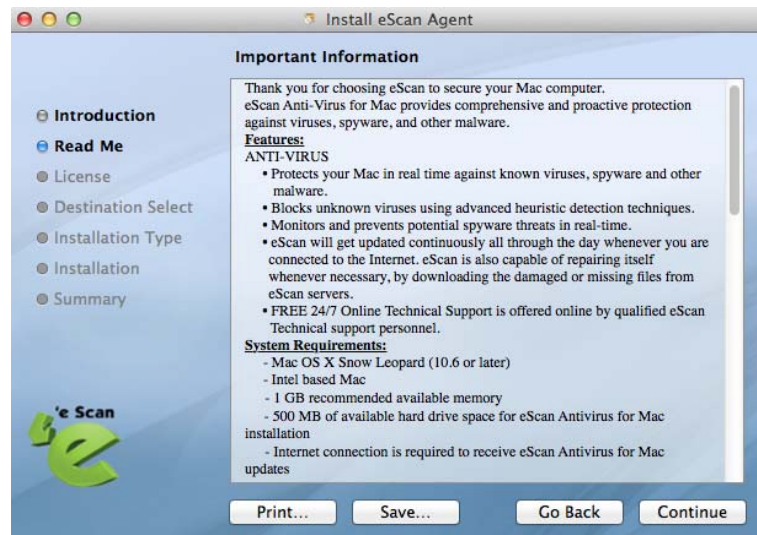 Install eScan Agent
Important Information
Introduction
Read Me
License
Destination Select
Installation Type
Installation
Summary
Thank you for choosing eScan to secure your Mac computer.
eScan Anti-Virus for Mac provides comprehensive and proactive protection
against viruses, spyware, and other malware.
Features:
ANTI-VIRUS
• Protects your Mac in real time against known viruses, spyware and other
malware.
• Blocks unknown viruses using advanced heuristic detection techniques.
• Monitors and prevents potential spyware threats in real-time.
• eScan will get updated continuously all through the day whenever you are
connected to the Internet. eScan is also capable of repairing itself
whenever necessary, by downloading the damaged or missing files from
eScan servers.
• FREE 24/7 Online Technical Support is offered online by qualified eScan
Technical support personnel.
System Requirements:
- Mac OS X Snow Leopard (10.6 or later)
- Intel based Mac
- 1 GB recommended available memory
- 500 MB of available hard drive space for eScan Antivirus for Mac
installation
- Internet connection is required to receive eScan Antivirus for Mac
updates
'e Scan
e
Print...
Save...
Go Back
Continue